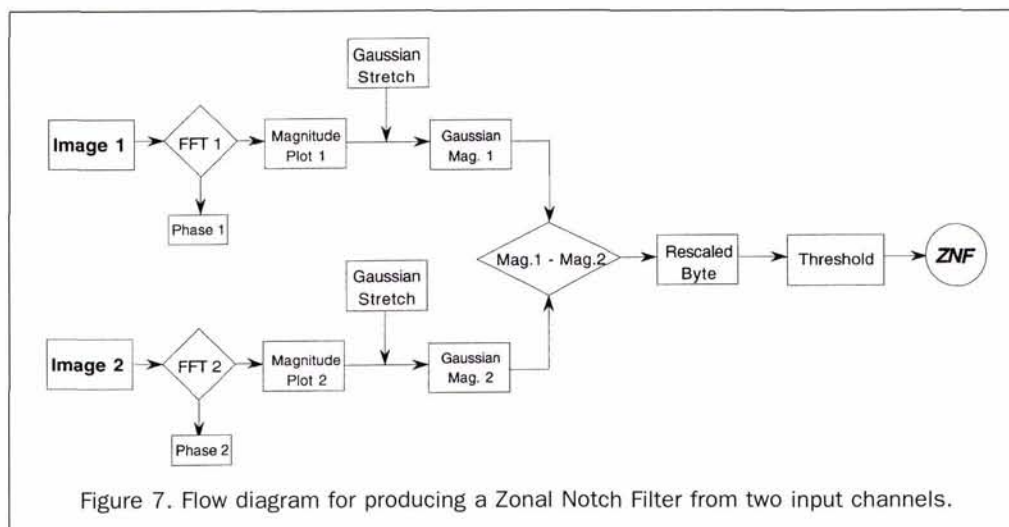 Gaussian
Stretch
Image 1
FFT 1
Magnitude
Plot 1
Gaussian
Mag. 1
Phase 1
Mag.1 - Mag.2
Rescaled
Byte
Threshold
ZNF
Gaussian
Stretch
Image 2
FFT 2
Magnitude
Plot 2
Gaussian
Mag. 2
Phase 2
Figure 7. Flow diagram for producing a Zonal Notch Filter from two input channels.